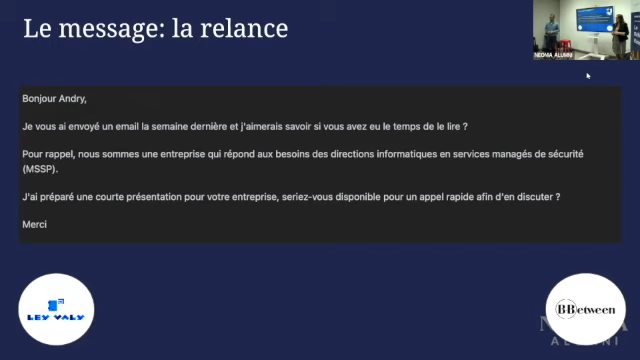 Le message: la relance
NEOMA ALUMNI
Bonjour Andry,
Je vous ai envoyé un email la semaine dernière et j'aimerais savoir si vous avez eu le temps de le lire ?
Pour rappel, nous sommes une entreprise qui répond aux besoins des directions informatiques en services managés de sécurité
(MSSP).
J'ai préparé une courte présentation pour votre entreprise, seriez-vous disponible pour un appel rapide afin d'en discuter ?
Merci
LEY VALY
BBetween
ALUMNI